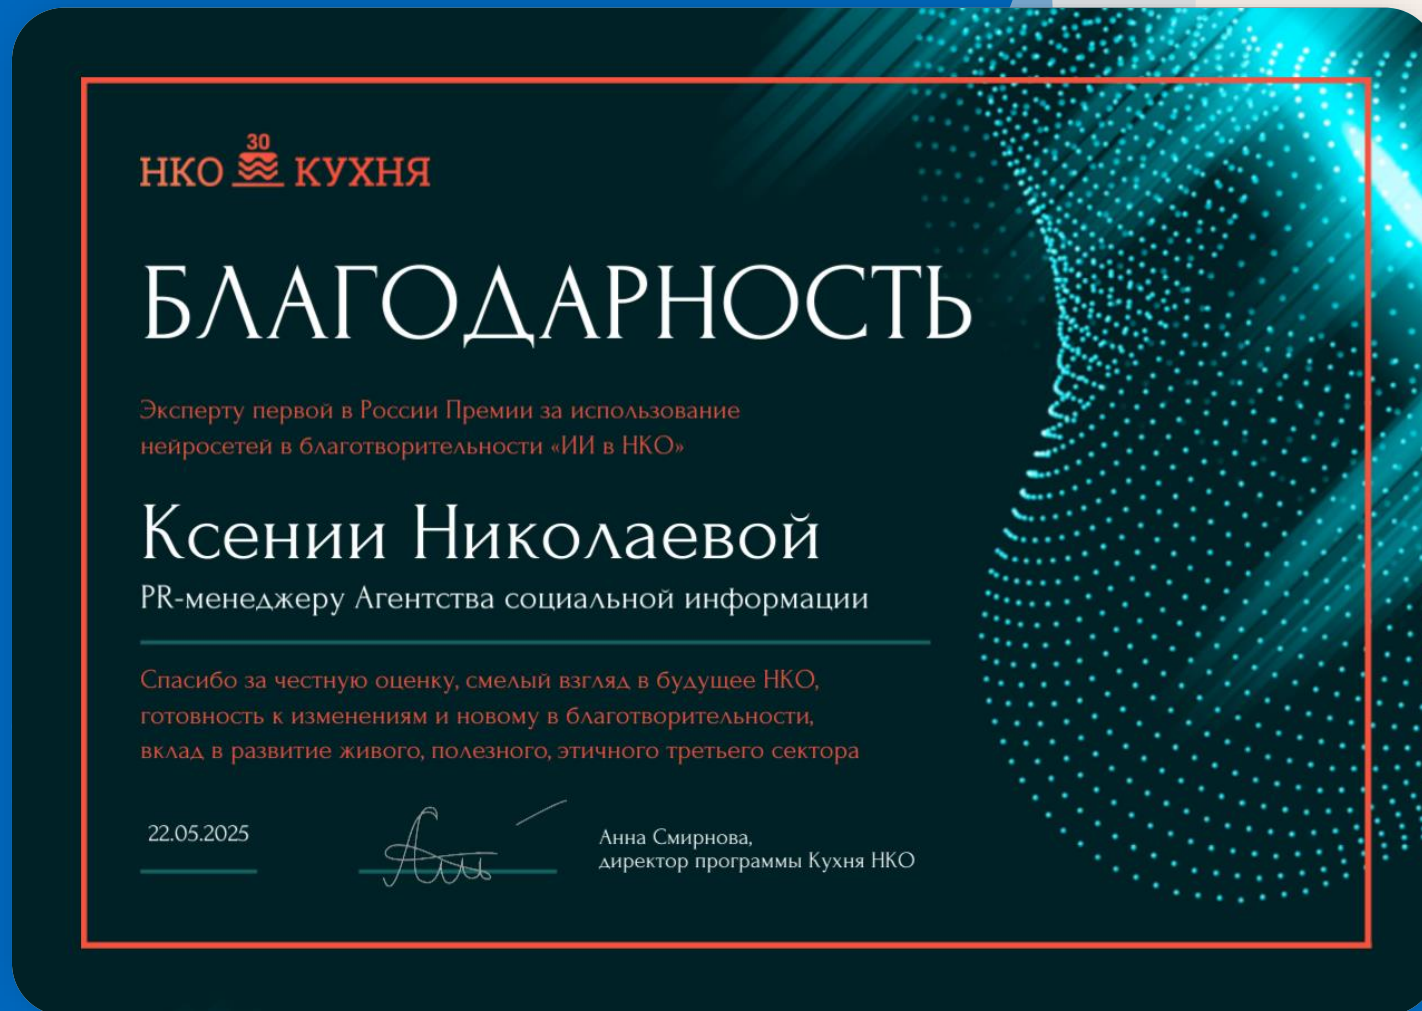 30
НКО КУХНЯ
БЛАГОДАРНОСТЬ
Эксперту первой в России Премии за использование
нейросетей в благотворительности «ИИ в НКО»
Ксении Николаевой
PR-менеджеру Агентства социальной информации
Спасибо за честную оценку, смелый взгляд в будущее НКО,
готовность к изменениям и новому в благотворительности,
вклад в развитие живого, полезного, этичного третьего сектора
22.05.2025
Анна Смирнова,
директор программы Кухня НКО